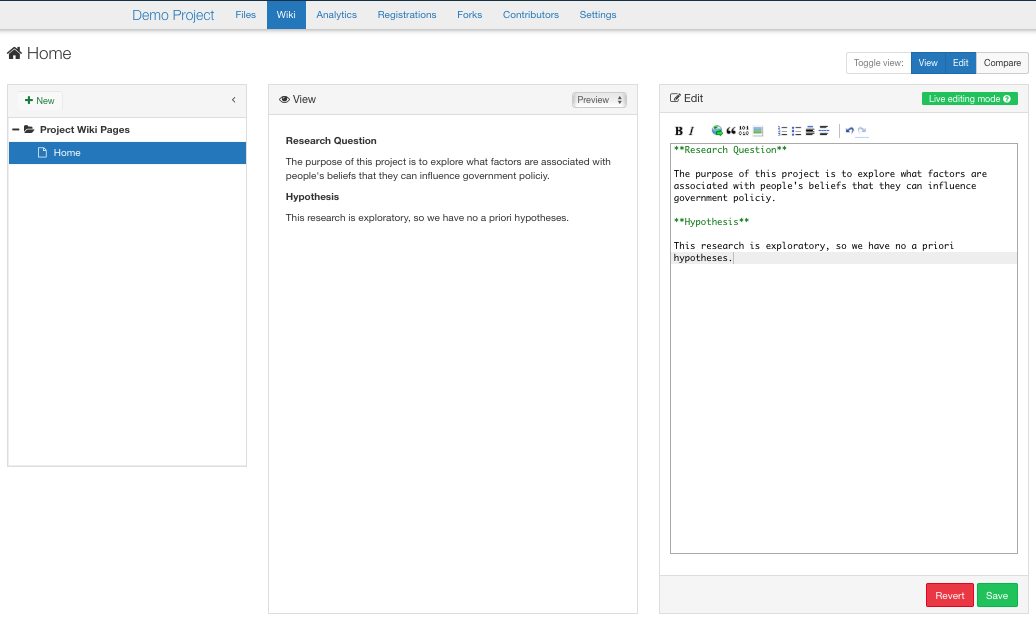 Demo Project Files Wiki Analytics Registrations Forks Contributors Settings
Home
Toggle view: View Edit Compare
New
Project Wiki Pages
Home
View Preview
Research Question
The purpose of this project is to explore what factors are associated with
people's beliefs that they can influence government policiy.
Hypothesis
This research is exploratory, so we have no a priori hypotheses.
Edit Live editing mode
B I 101 010
**Research Question**
The purpose of this project is to explore what factors are
associated with people's beliefs that they can influence
government policiy.
**Hypothesis**
This research is exploratory, so we have no a priori
hypotheses.
Revert Save